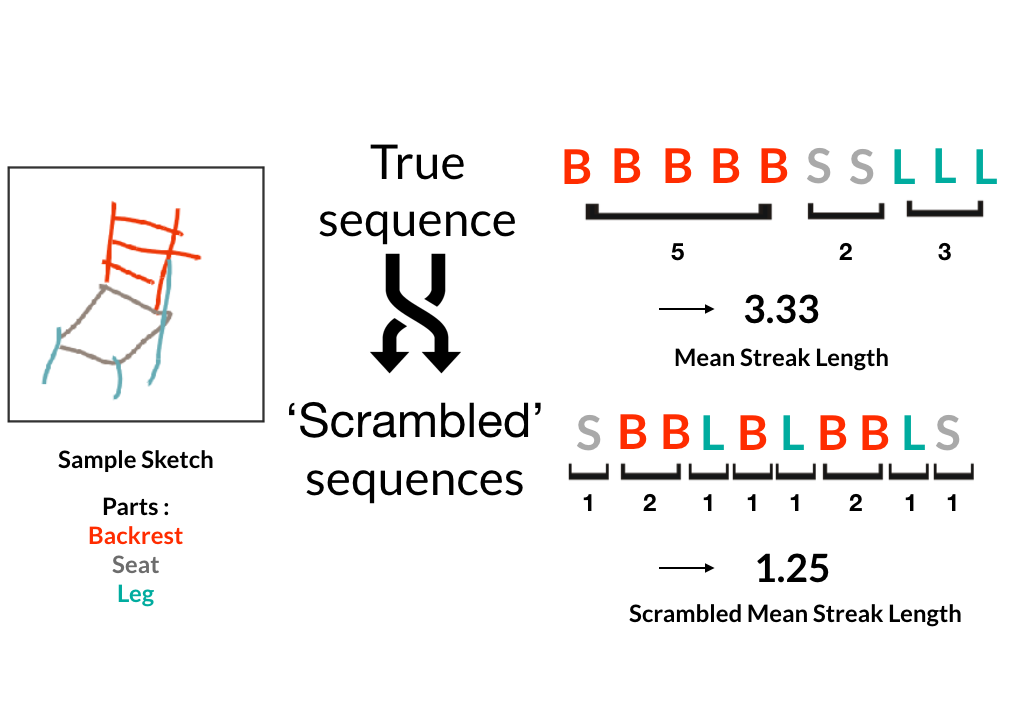 True
sequence
‘Scrambled’
sequences
Sample Sketch
Parts :
Backrest
Seat
Leg
B B B B B S S L L L
5 2 3
3.33
Mean Streak Length
S B B L B L B B L S
1 2 1 1 1 2 1 1
1.25
Scrambled Mean Streak Length